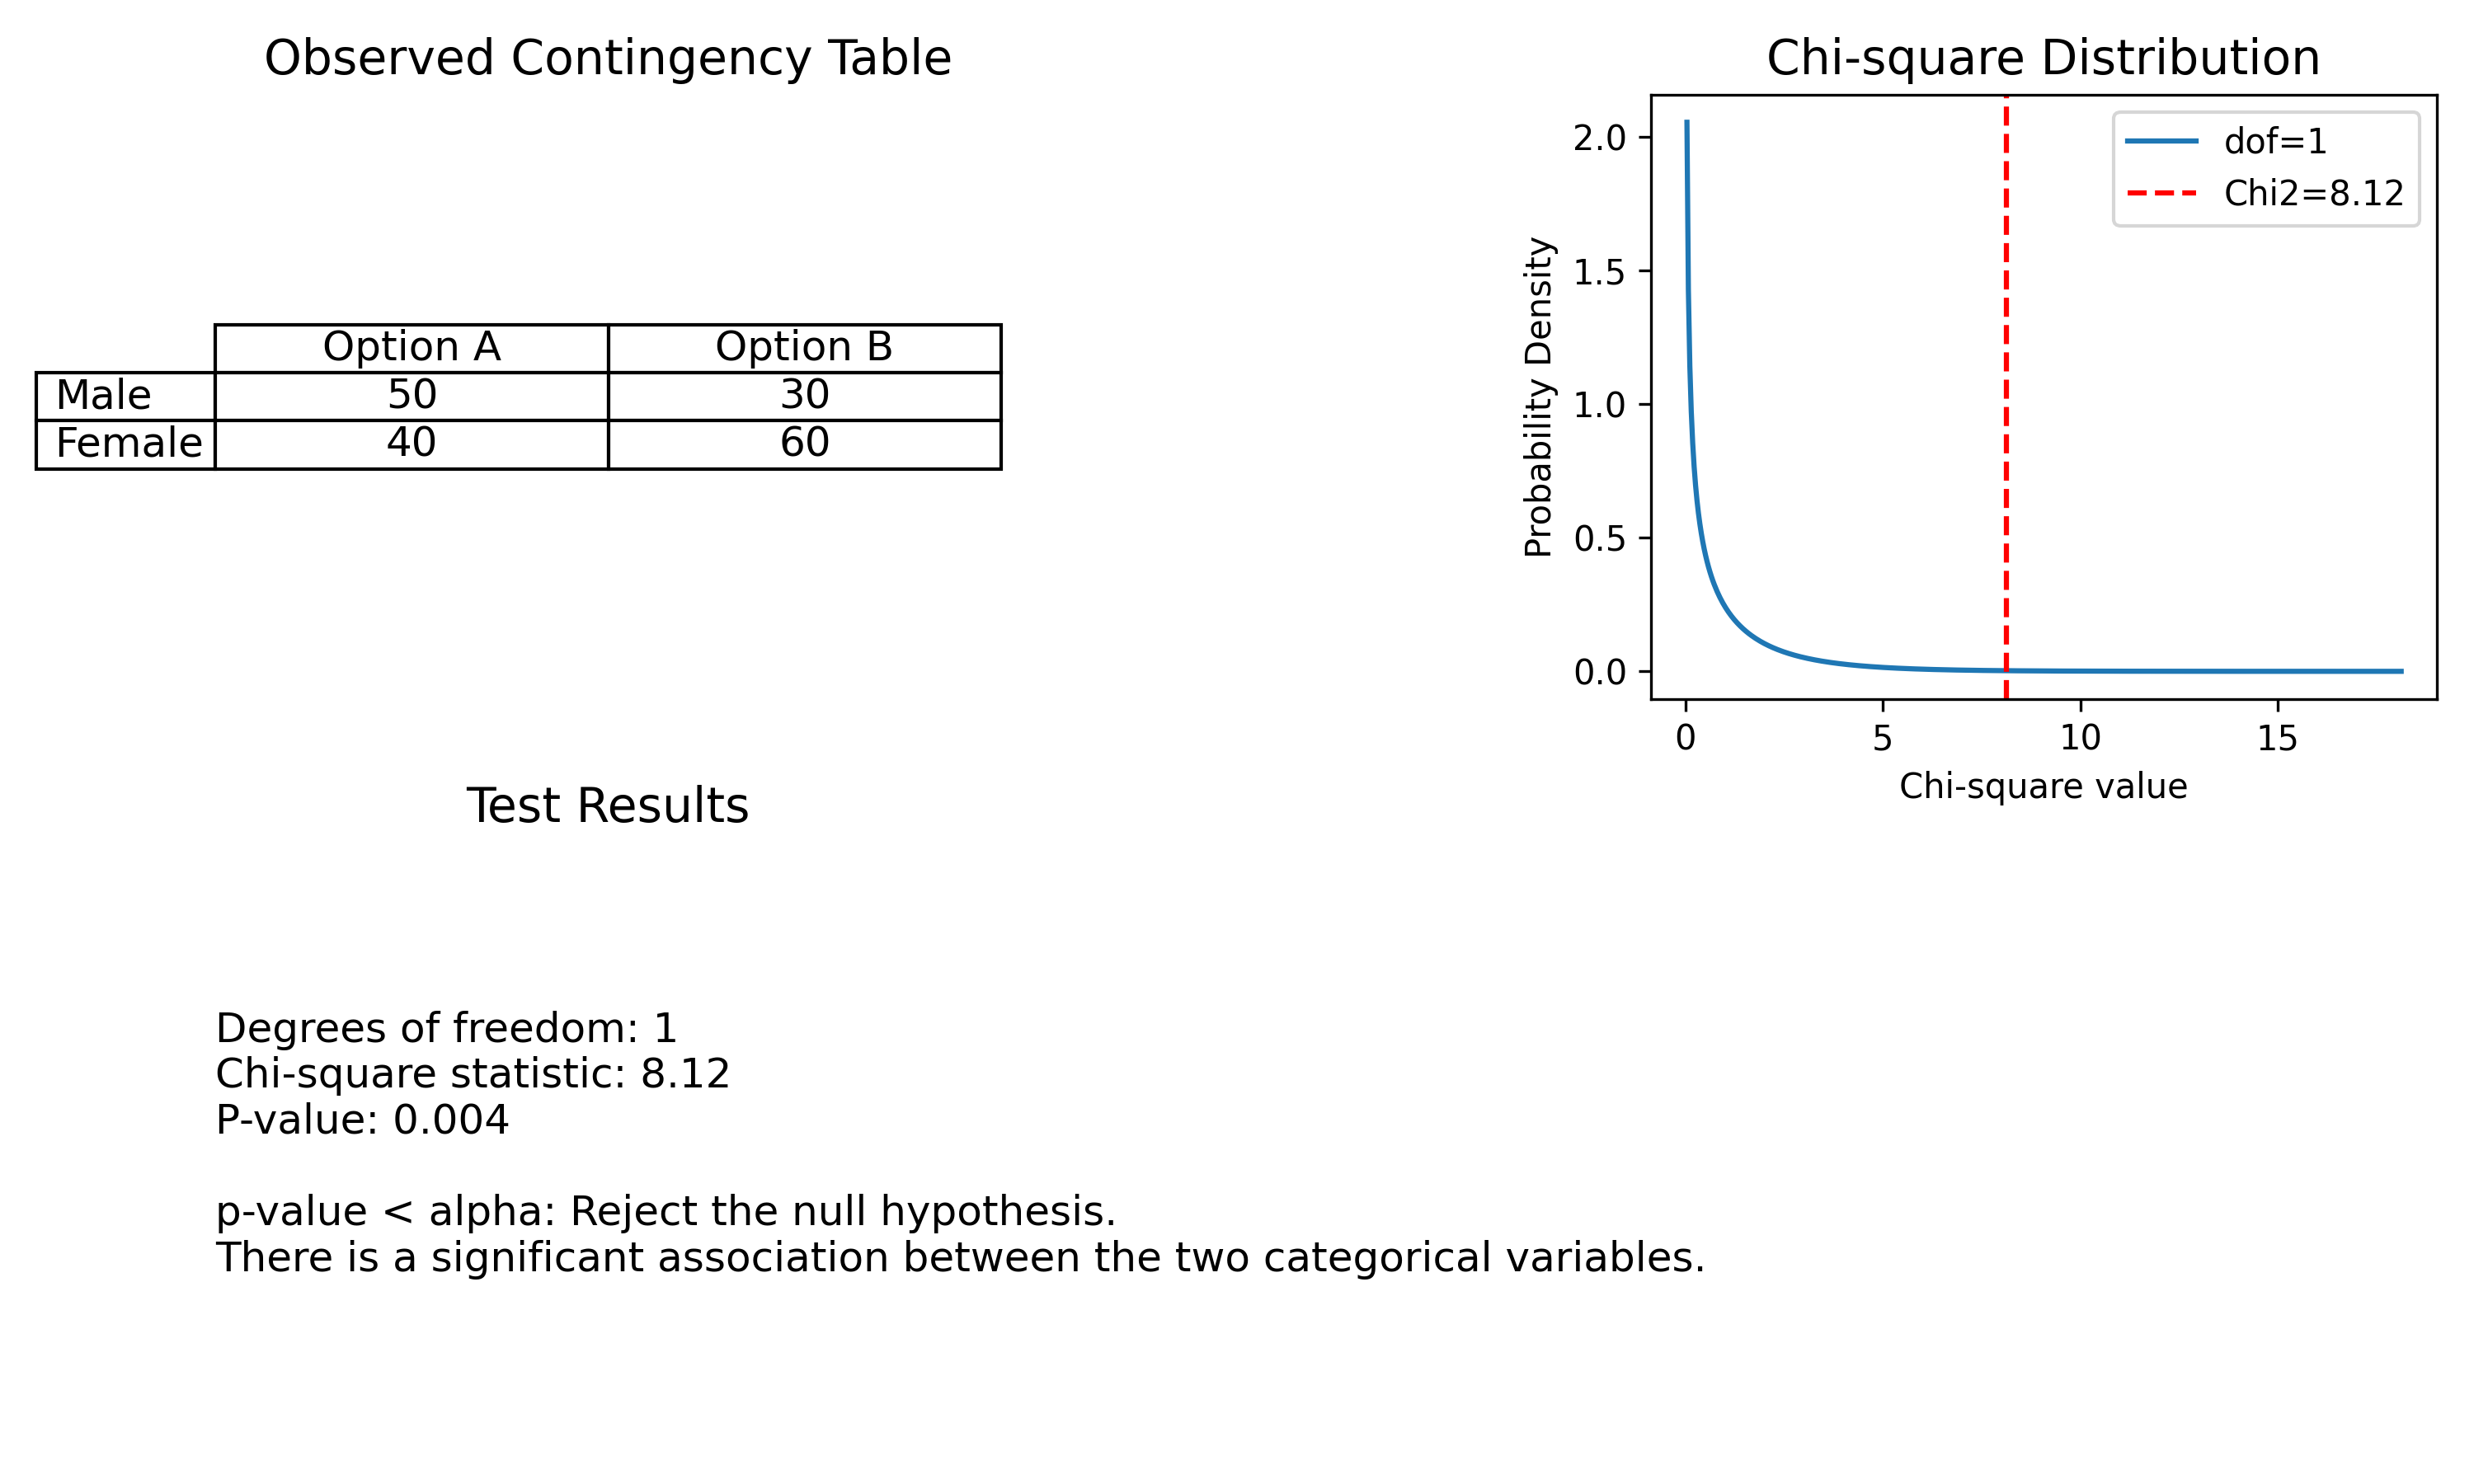 Observed Contingency Table
Option A Option B
Male 50 30
Female 40 60
Chi-square Distribution
dof=1
Chi2=8.12
Probability Density
2.0
1.5
1.0
0.5
0.0
0 5 10 15
Chi-square value
Test Results
Degrees of freedom: 1
Chi-square statistic: 8.12
P-value: 0.004
p-value < alpha: Reject the null hypothesis.
There is a significant association between the two categorical variables.